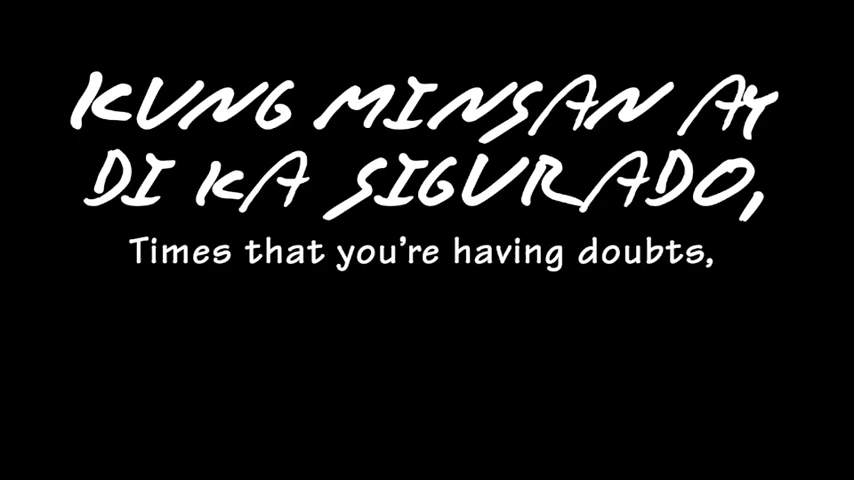 KUNG MINSAN AY
DI KA SIGURADO,
Times that you're having doubts,